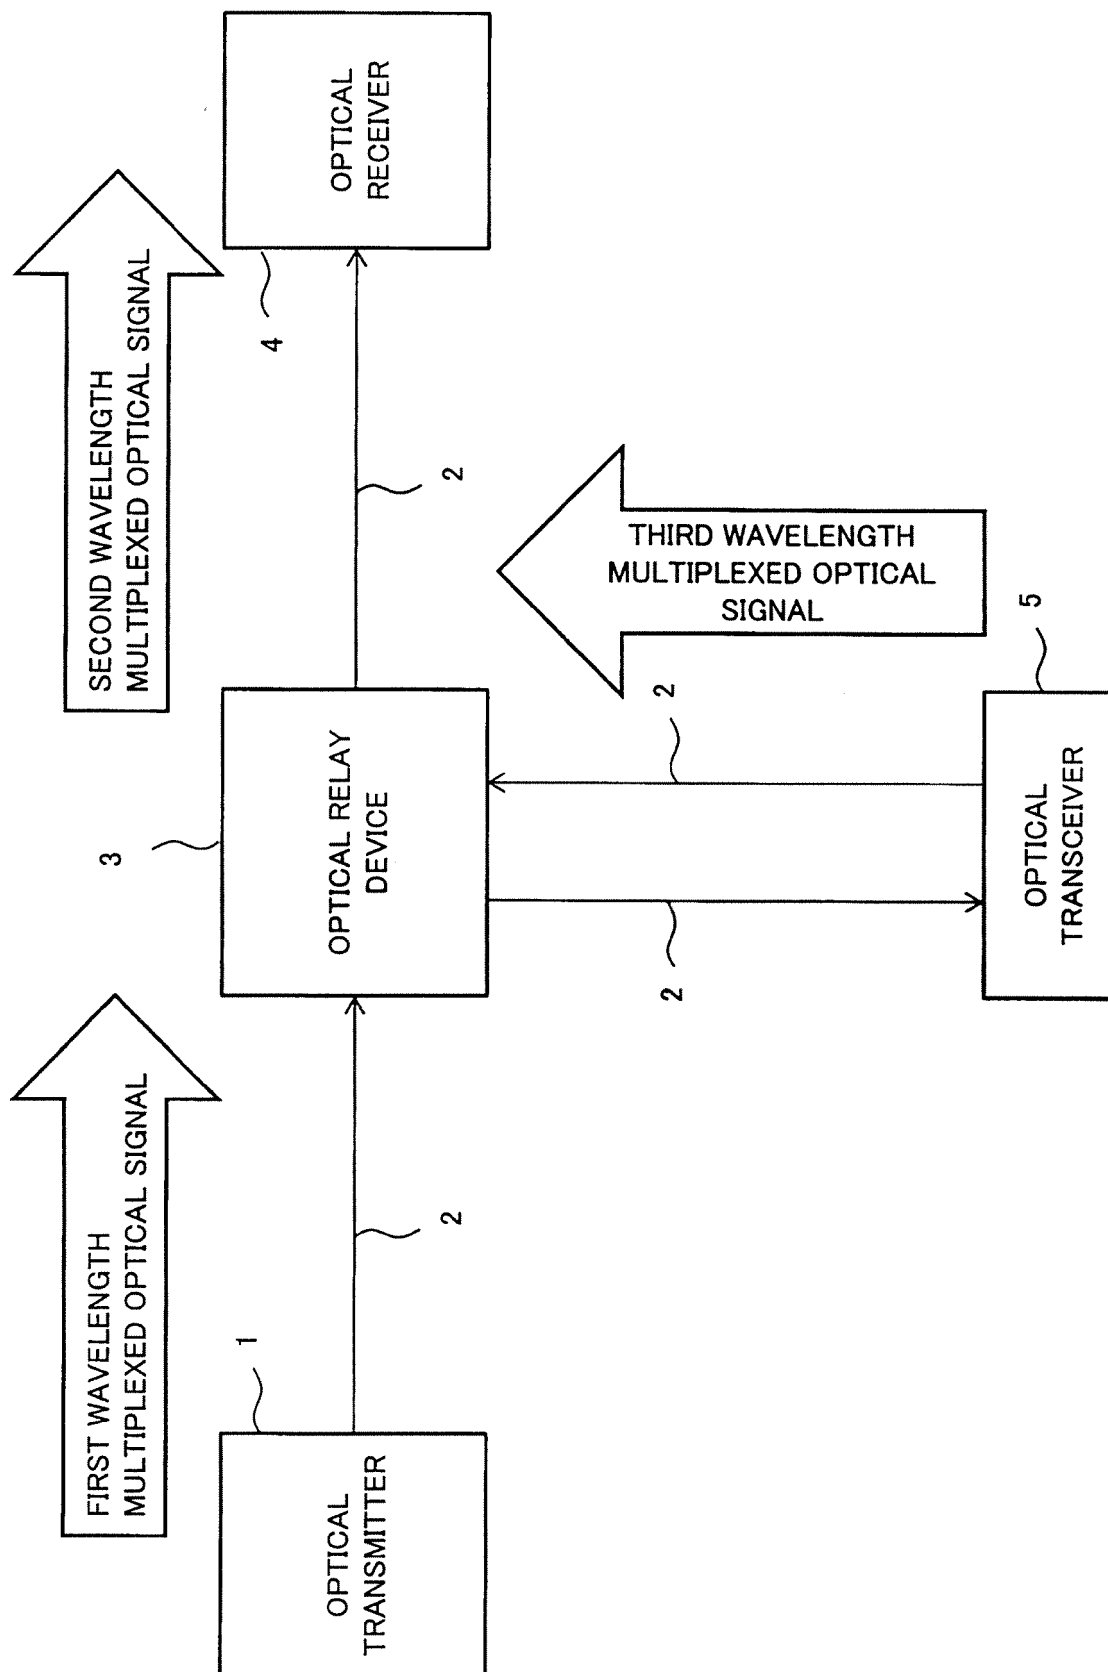 FIRST WAVELENGTH
MULTIPLEXED OPTICAL SIGNAL
SECOND WAVELENGTH
MULTIPLEXED OPTICAL SIGNAL
1
OPTICAL
TRANSMITTER
2
3
OPTICAL RELAY
DEVICE
2
4
OPTICAL
RECEIVER
2
2
THIRD WAVELENGTH
MULTIPLEXED OPTICAL
SIGNAL
5
OPTICAL
TRANSCEIVER